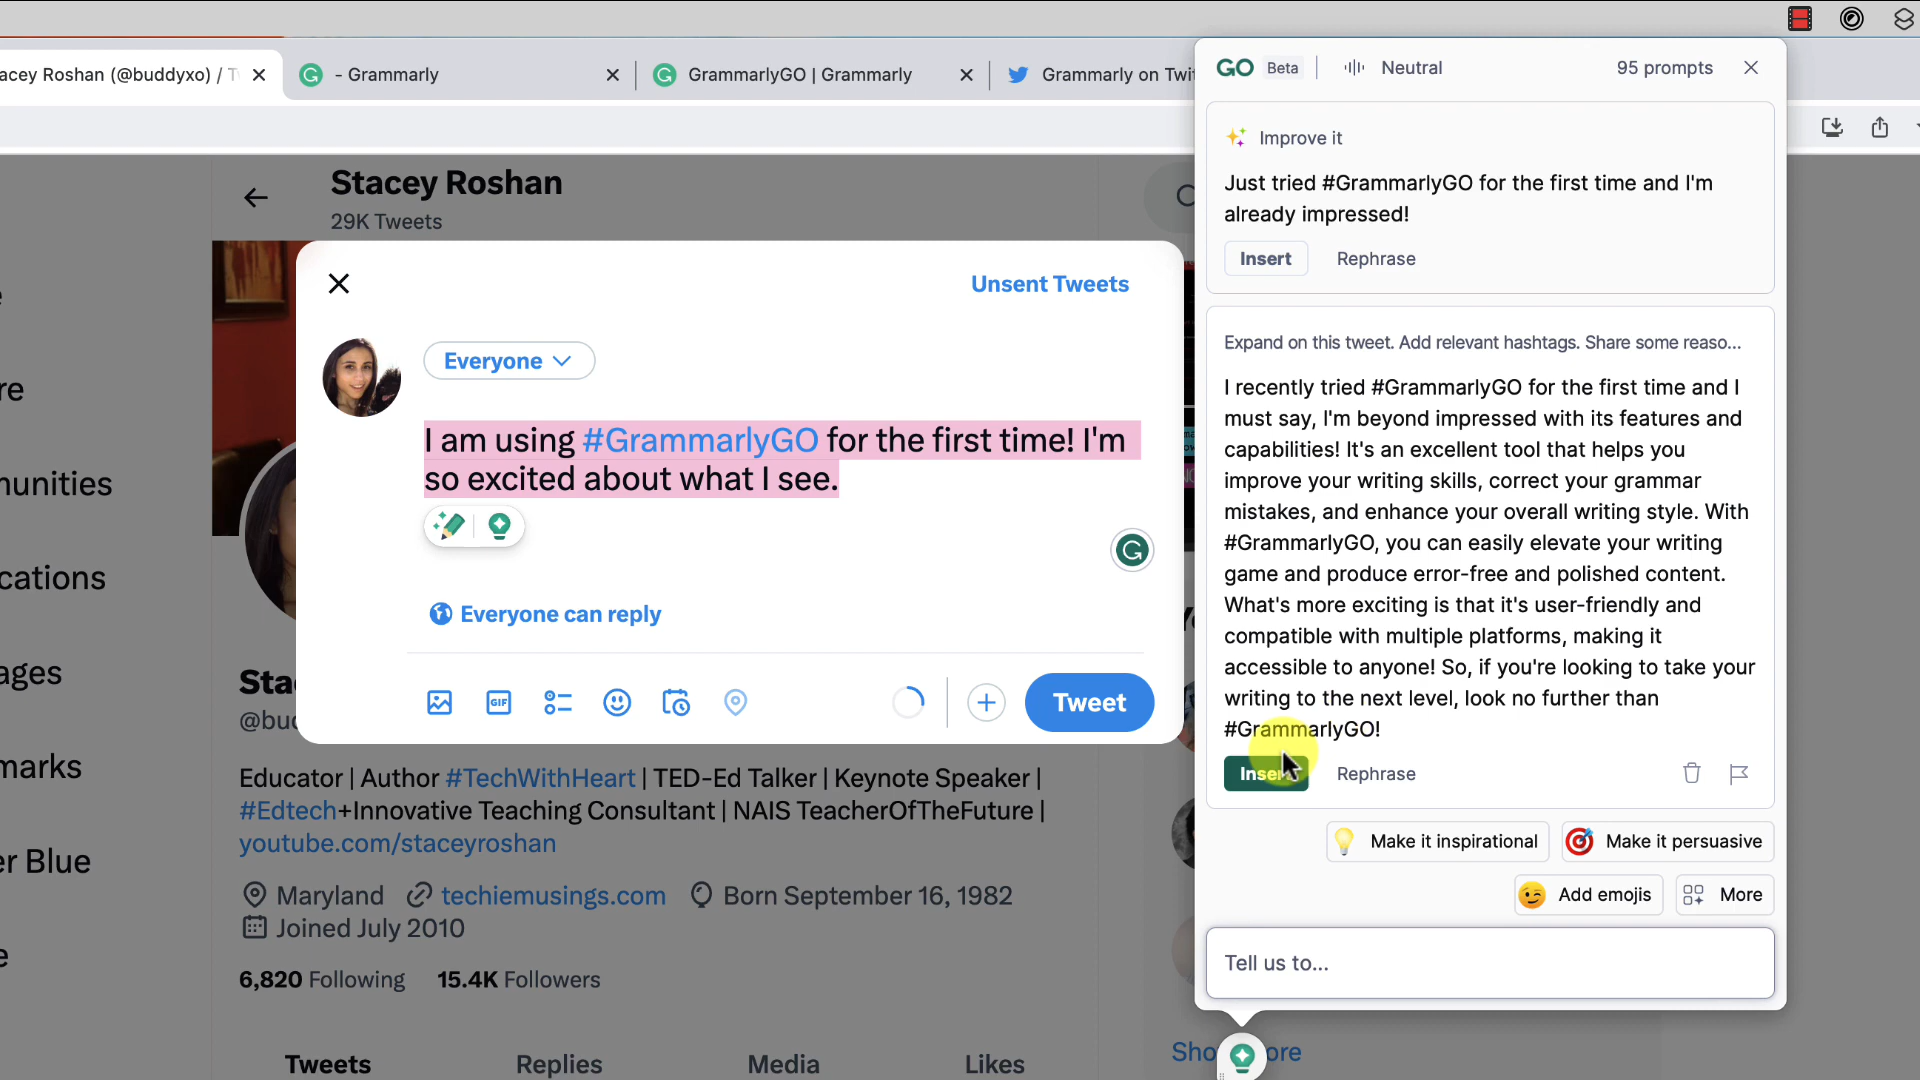 acey Roshan (@buddyxo) / T
- Grammarly
GrammarlyGO | Grammarly
Grammarly on Twi
Stacey Roshan
29K Tweets
Unsent Tweets
Everyone
I am using #GrammarlyGO for the first time! I'm
so excited about what I see.
Everyone can reply
GIF
Tweet
re
nunities
cations
ages
marks
er Blue
e
Sta
@buc
Educator | Author #TechWithHeart | TED-Ed Talker | Keynote Speaker |
#Edtech+Innovative Teaching Consultant | NAIS TeacherOfTheFuture |
youtube.com/staceyroshan
Maryland techiemusings.com Born September 16, 1982
Joined July 2010
6,820 Following 15.4K Followers
Tweets Replies Media Likes
GO Beta Neutral 95 prompts
Improve it
Just tried #GrammarlyGO for the first time and I'm
already impressed!
Insert Rephrase
Expand on this tweet. Add relevant hashtags. Share some reaso...
I recently tried #GrammarlyGO for the first time and I
must say, I'm beyond impressed with its features and
capabilities! It's an excellent tool that helps you
improve your writing skills, correct your grammar
mistakes, and enhance your overall writing style. With
#GrammarlyGO, you can easily elevate your writing
game and produce error-free and polished content.
What's more exciting is that it's user-friendly and
compatible with multiple platforms, making it
accessible to anyone! So, if you're looking to take your
writing to the next level, look no further than
#GrammarlyGO!
Insert Rephrase
Make it inspirational Make it persuasive
Add emojis More
Tell us to...
Sho ore